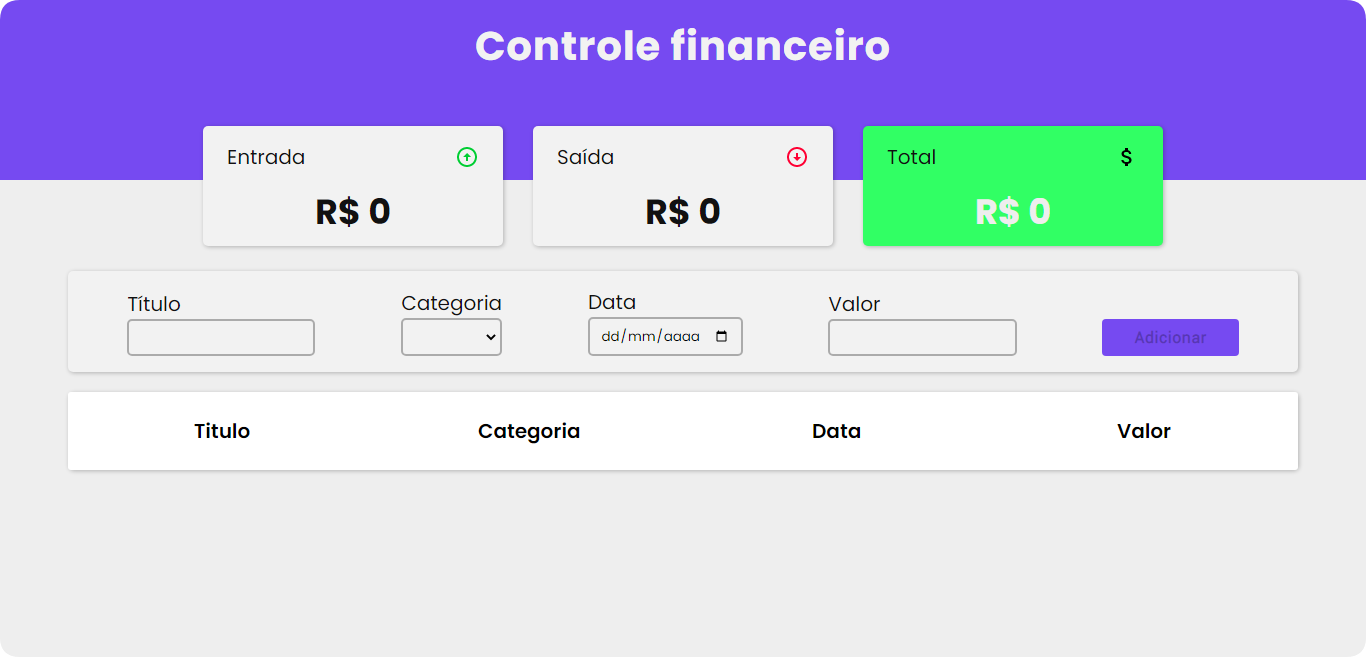 Controle financeiro
Entrada Saída Total $
R$ 0 R$ 0 R$ 0
Título Categoria Data Valor
dd/mm/aaaa Adicionar
Titulo Categoria Data Valor